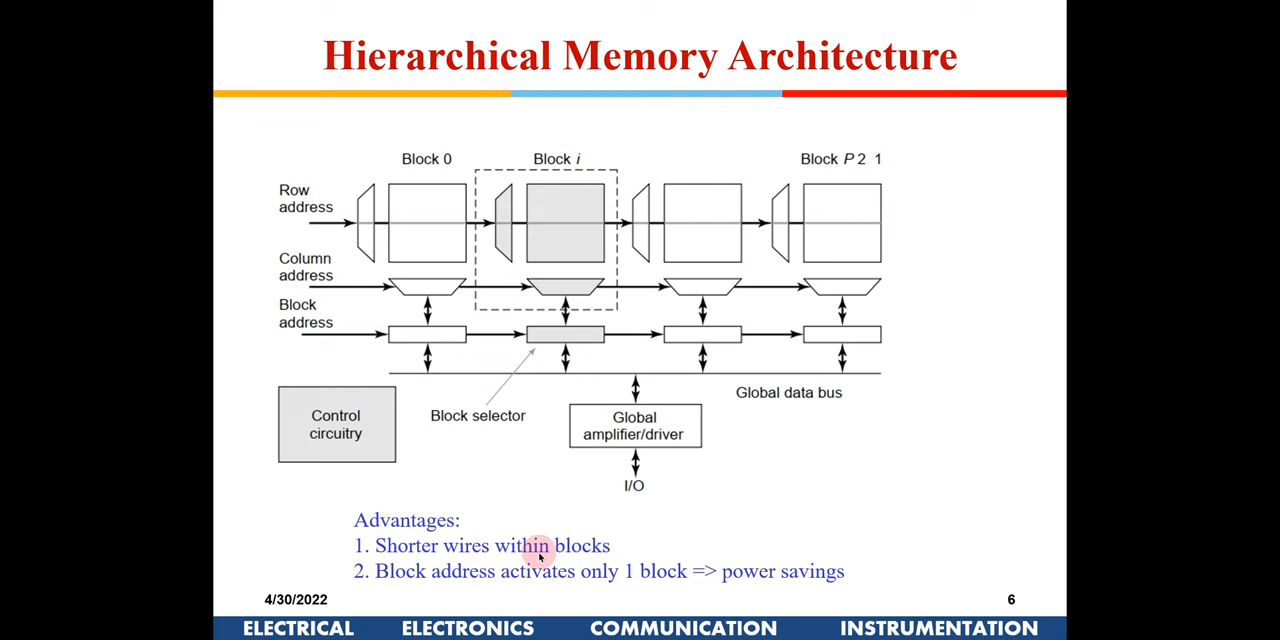 Hierarchical Memory Architecture
Block 0
Block i
Block P 2 1
Row
address
Column
address
Block
address
Control
circuitry
Block selector
Global
amplifier/driver
Global data bus
I/O
Advantages:
1. Shorter wires within blocks
2. Block address activates only 1 block => power savings
4/30/2022
6
ELECTRICAL ELECTRONICS COMMUNICATION INSTRUMENTATION